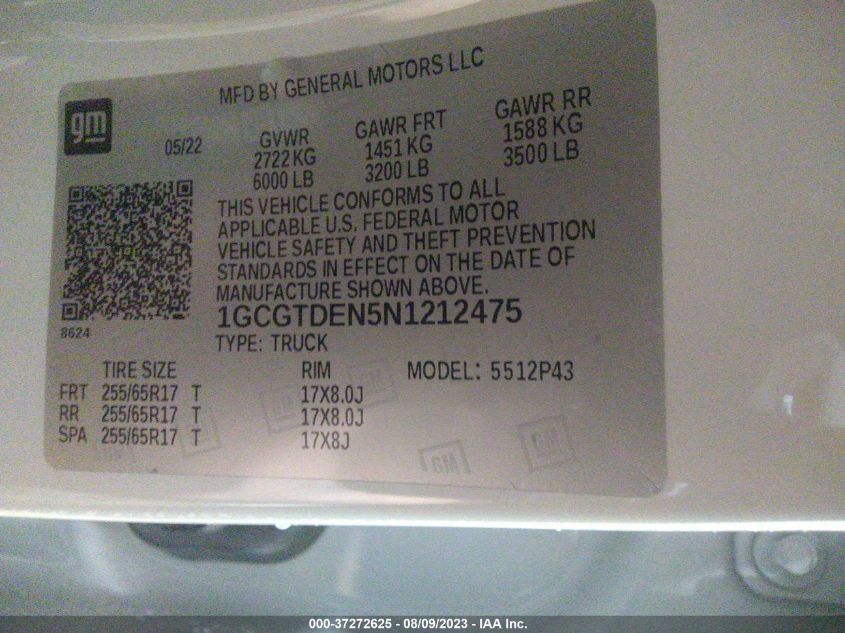 MFD BY GENERAL MOTORS LLC
gm
05/22
GVWR GAWR FRT GAWR RR
2722 KG 1451 KG 1588 KG
6000 LB 3200 LB 3500 LB
THIS VEHICLE CONFORMS TO ALL
APPLICABLE U.S. FEDERAL MOTOR
VEHICLE SAFETY AND THEFT PREVENTION
STANDARDS IN EFFECT ON THE DATE OF
MANUFACTURE SHOWN ABOVE.
1GCGTDEN5N1212475
8624
TYPE: TRUCK
TIRE SIZE RIM MODEL: 5512P43
FRT 255/65R17 T 17X8.0J
RR 255/65R17 T 17X8.0J
SPA 255/65R17 T 17X8J
GM GM
000-37272625 - 08/09/2023 - IAA Inc.